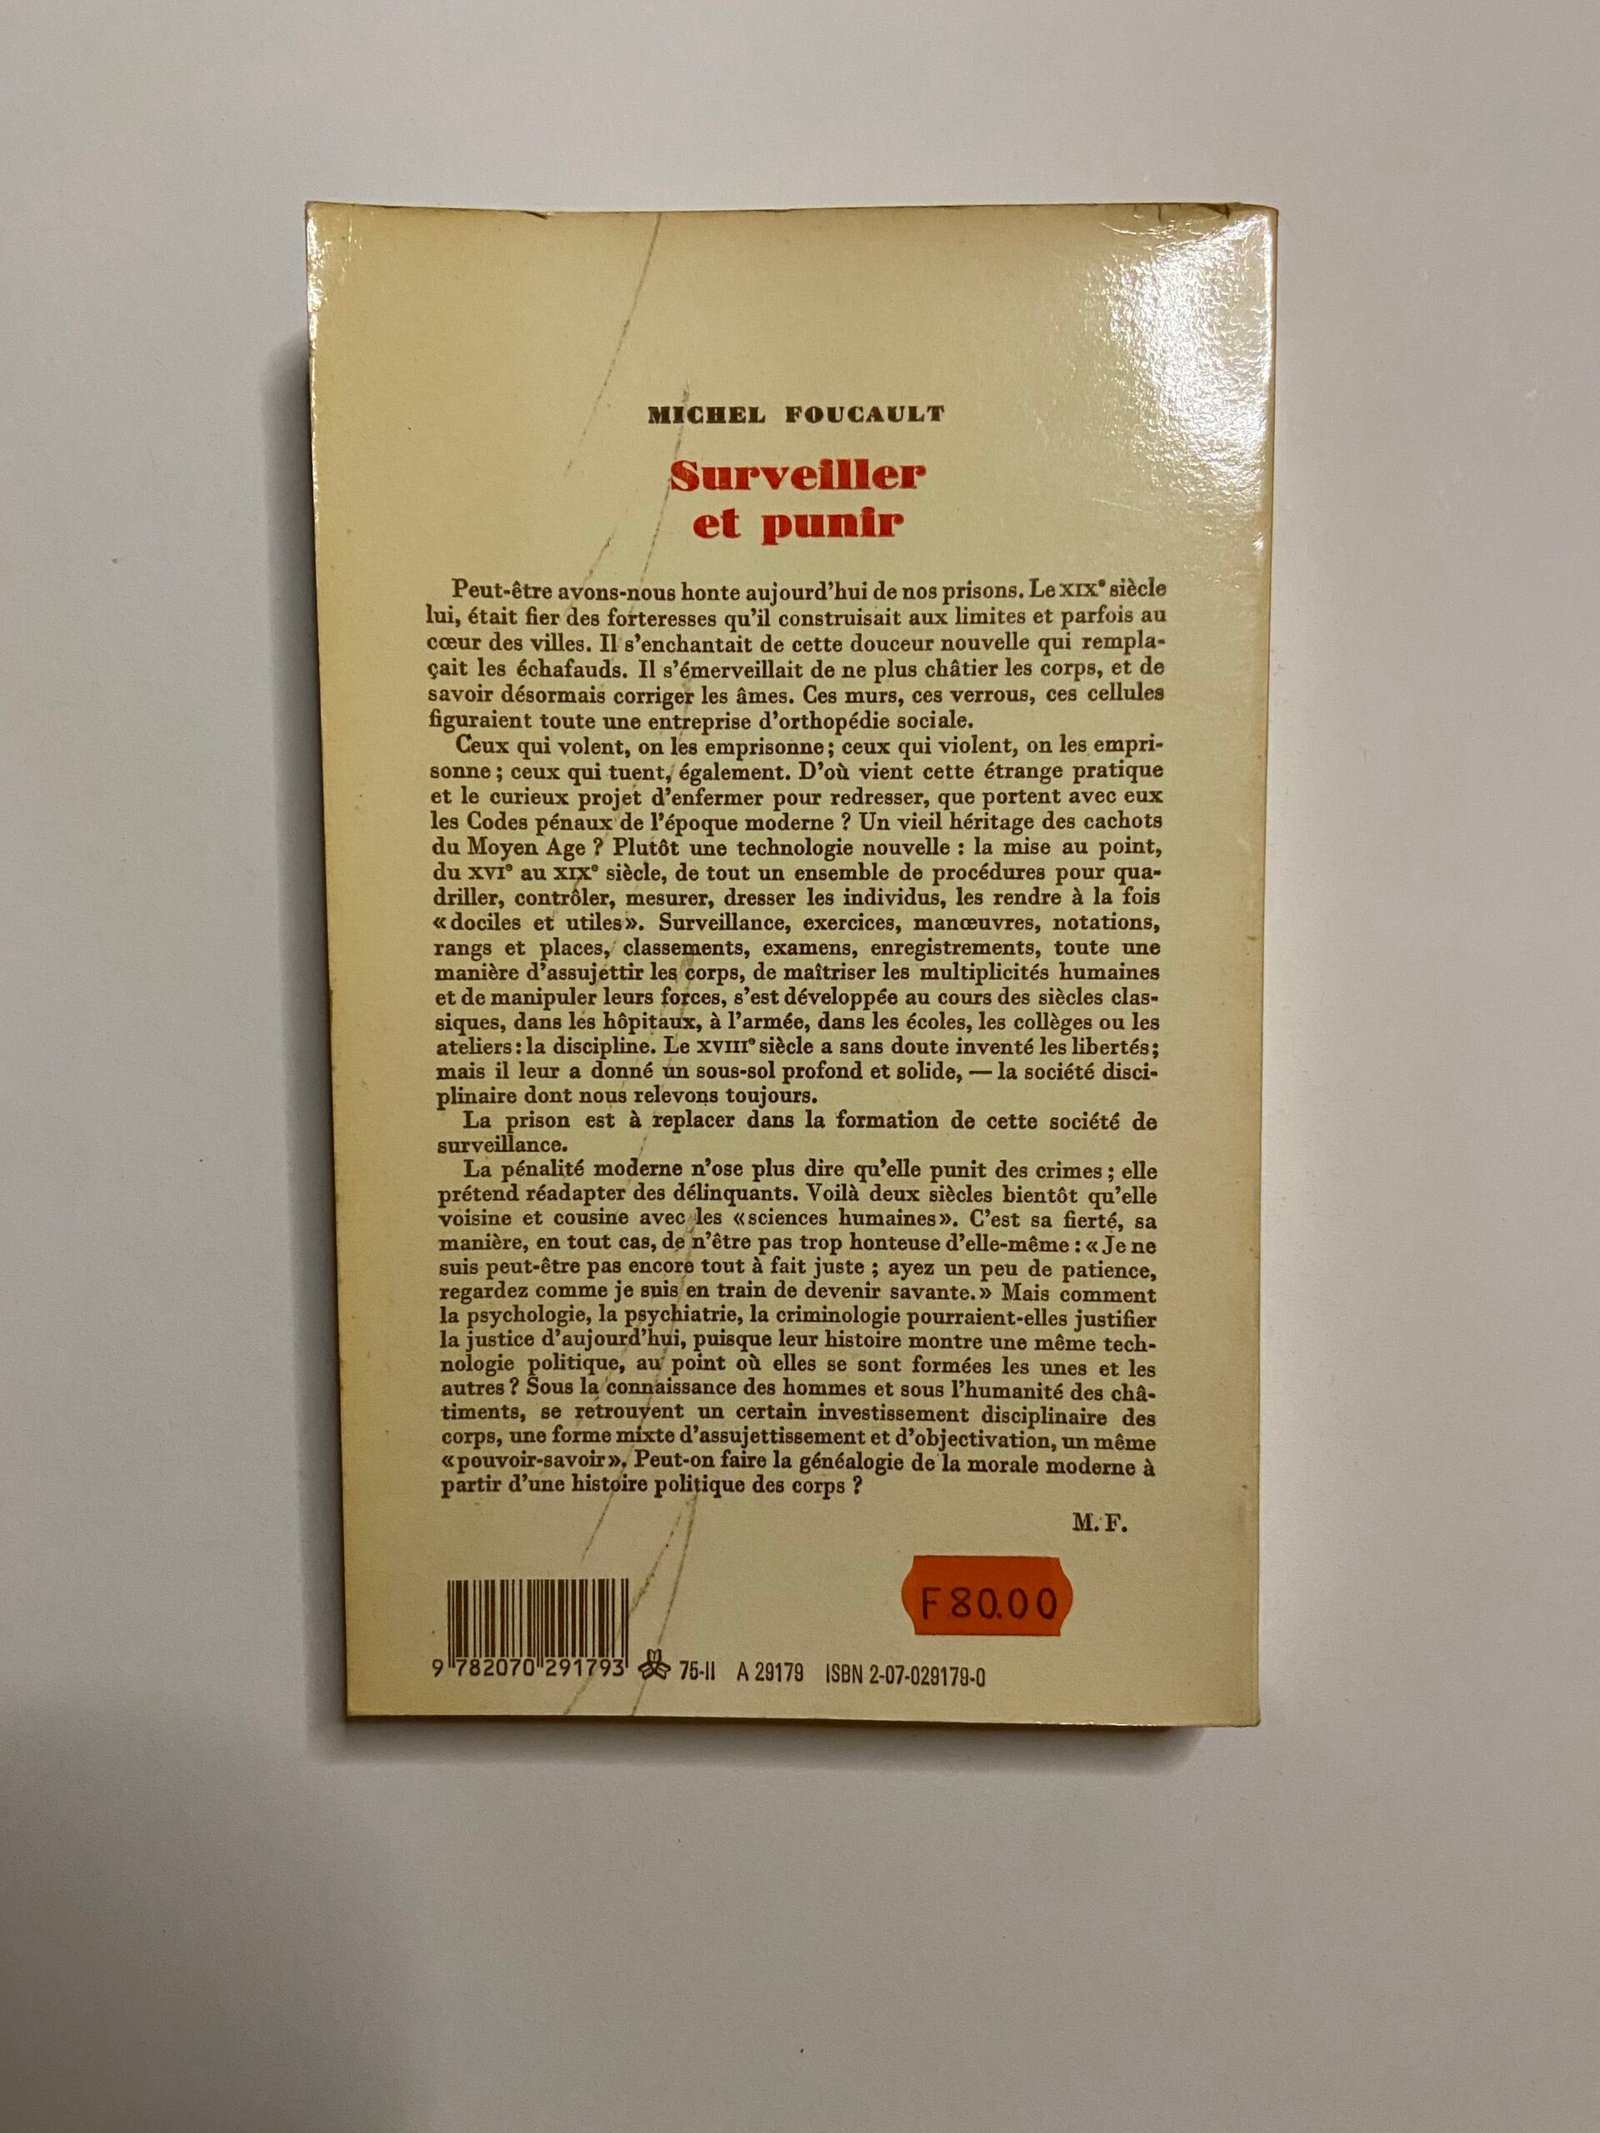 MICHEL FOUCAULT
Surveiller
et punir
Peut-être avons-nous honte aujourd'hui de nos prisons. Le XIXᵉ siècle
lui, était fier des forteresses qu'il construisait aux limites et parfois au
cœur des villes. Il s'enchantait de cette douceur nouvelle qui rempla-
çait les échafauds. Il s'émerveillait de ne plus châtier les corps, et de
savoir désormais corriger les âmes. Ces murs, ces verrous, ces cellules
figuraient toute une entreprise d'orthopédie sociale.
Ceux qui volent, on les emprisonne ; ceux qui violent, on les empri-
sonne ; ceux qui tuent, également. D'où vient cette étrange pratique
et le curieux projet d'enfermer pour redresser, que portent avec eux
les Codes pénaux de l'époque moderne ? Un vieil héritage des cachots
du Moyen Age ? Plutôt une technologie nouvelle : la mise au point,
du XVIᵉ au XIXᵉ siècle, de tout un ensemble de procédures pour qua-
driller, contrôler, mesurer, dresser les individus, les rendre à la fois
«dociles et utiles». Surveillance, exercices, manœuvres, notations,
rangs et places, classements, examens, enregistrements, toute une
manière d'assujettir les corps, de maîtriser les multiplicités humaines
et de manipuler leurs forces, s'est développée au cours des siècles clas-
siques, dans les hôpitaux, à l'armée, dans les écoles, les collèges ou les
ateliers : la discipline. Le XVIIIᵉ siècle a sans doute inventé les libertés ;
mais il leur a donné un sous-sol profond et solide, — la société disci-
plinaire dont nous relevons toujours.
La prison est à replacer dans la formation de cette société de
surveillance.
La pénalité moderne n'ose plus dire qu'elle punit des crimes ; elle
prétend réadapter des délinquants. Voilà deux siècles bientôt qu'elle
voisine et cousine avec les «sciences humaines». C'est sa fierté, sa
manière, en tout cas, de n'être pas trop honteuse d'elle-même : « Je ne
suis peut-être pas encore tout à fait juste ; ayez un peu de patience,
regardez comme je suis en train de devenir savante. » Mais comment
la psychologie, la psychiatrie, la criminologie pourraient-elles justifier
la justice d'aujourd'hui, puisque leur histoire montre une même tech-
nologie politique, au point où elles se sont formées les unes et les
autres ? Sous la connaissance des hommes et sous l'humanité des châ-
timents, se retrouvent un certain investissement disciplinaire des
corps, une forme mixte d'assujettissement et d'objectivation, un même
«pouvoir-savoir». Peut-on faire la généalogie de la morale moderne à
partir d'une histoire politique des corps ?
M. F.
F 80.00
9 782070 291793
75-II A 29179 ISBN 2-07-029179-0